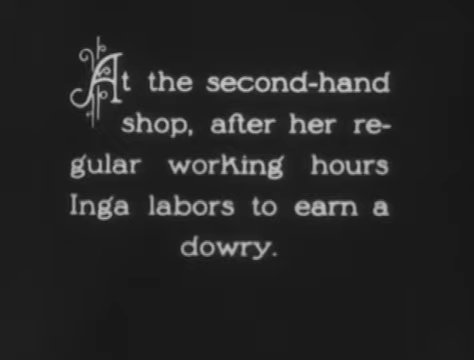 At the second-hand
shop, after her re-
gular working hours
Inga labors to earn a
dowry.